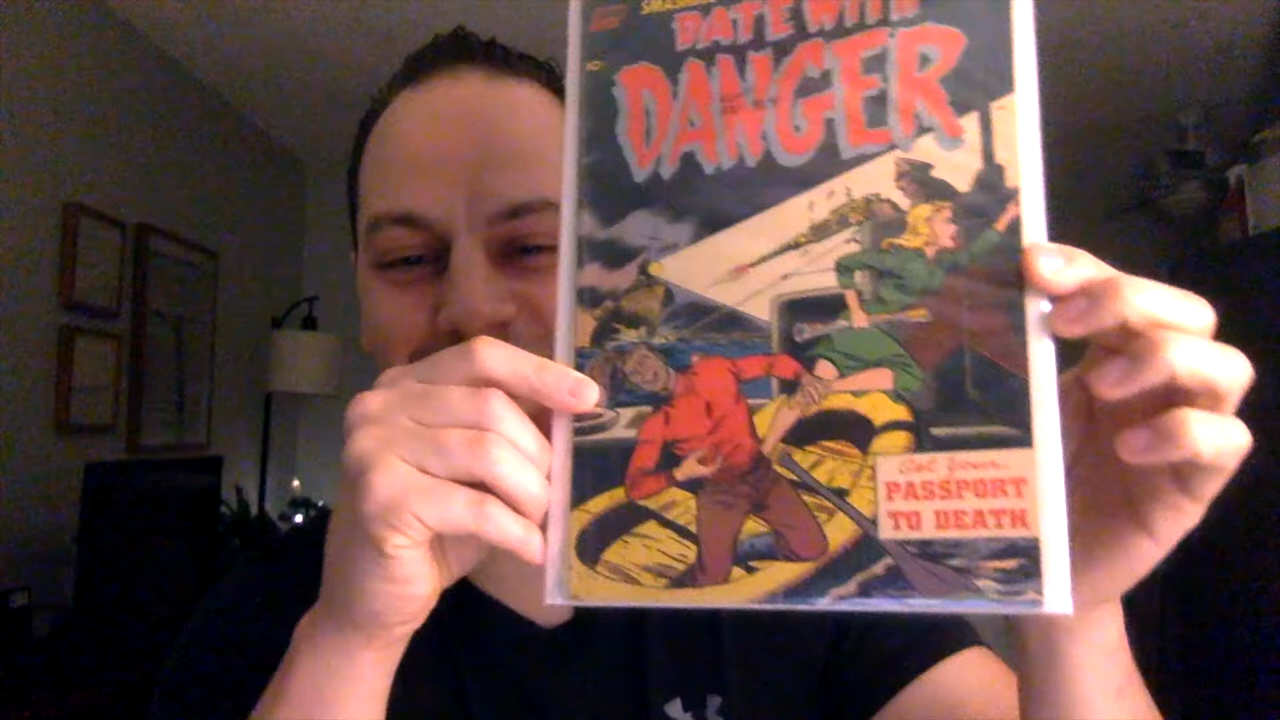 DATE WITH
DANGER
10¢
Get your...
PASSPORT
TO DEATH